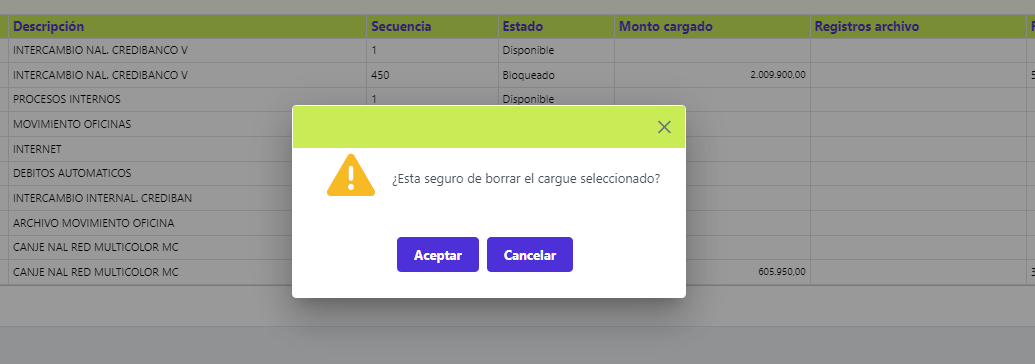 Descripción Secuencia Estado Monto cargado Registros archivo
INTERCAMBIO NAL. CREDIBANCO V 1 Disponible
INTERCAMBIO NAL. CREDIBANCO V 450 Bloqueado 2.009.900,00
PROCESOS INTERNOS 1 Disponible
MOVIMIENTO OFICINAS
INTERNET
DEBITOS AUTOMATICOS
INTERCAMBIO INTERNAL. CREDIBAN
ARCHIVO MOVIMIENTO OFICINA
CANJE NAL RED MULTICOLOR MC
CANJE NAL RED MULTICOLOR MC 605.950,00
¿Esta seguro de borrar el cargue seleccionado?
Aceptar Cancelar